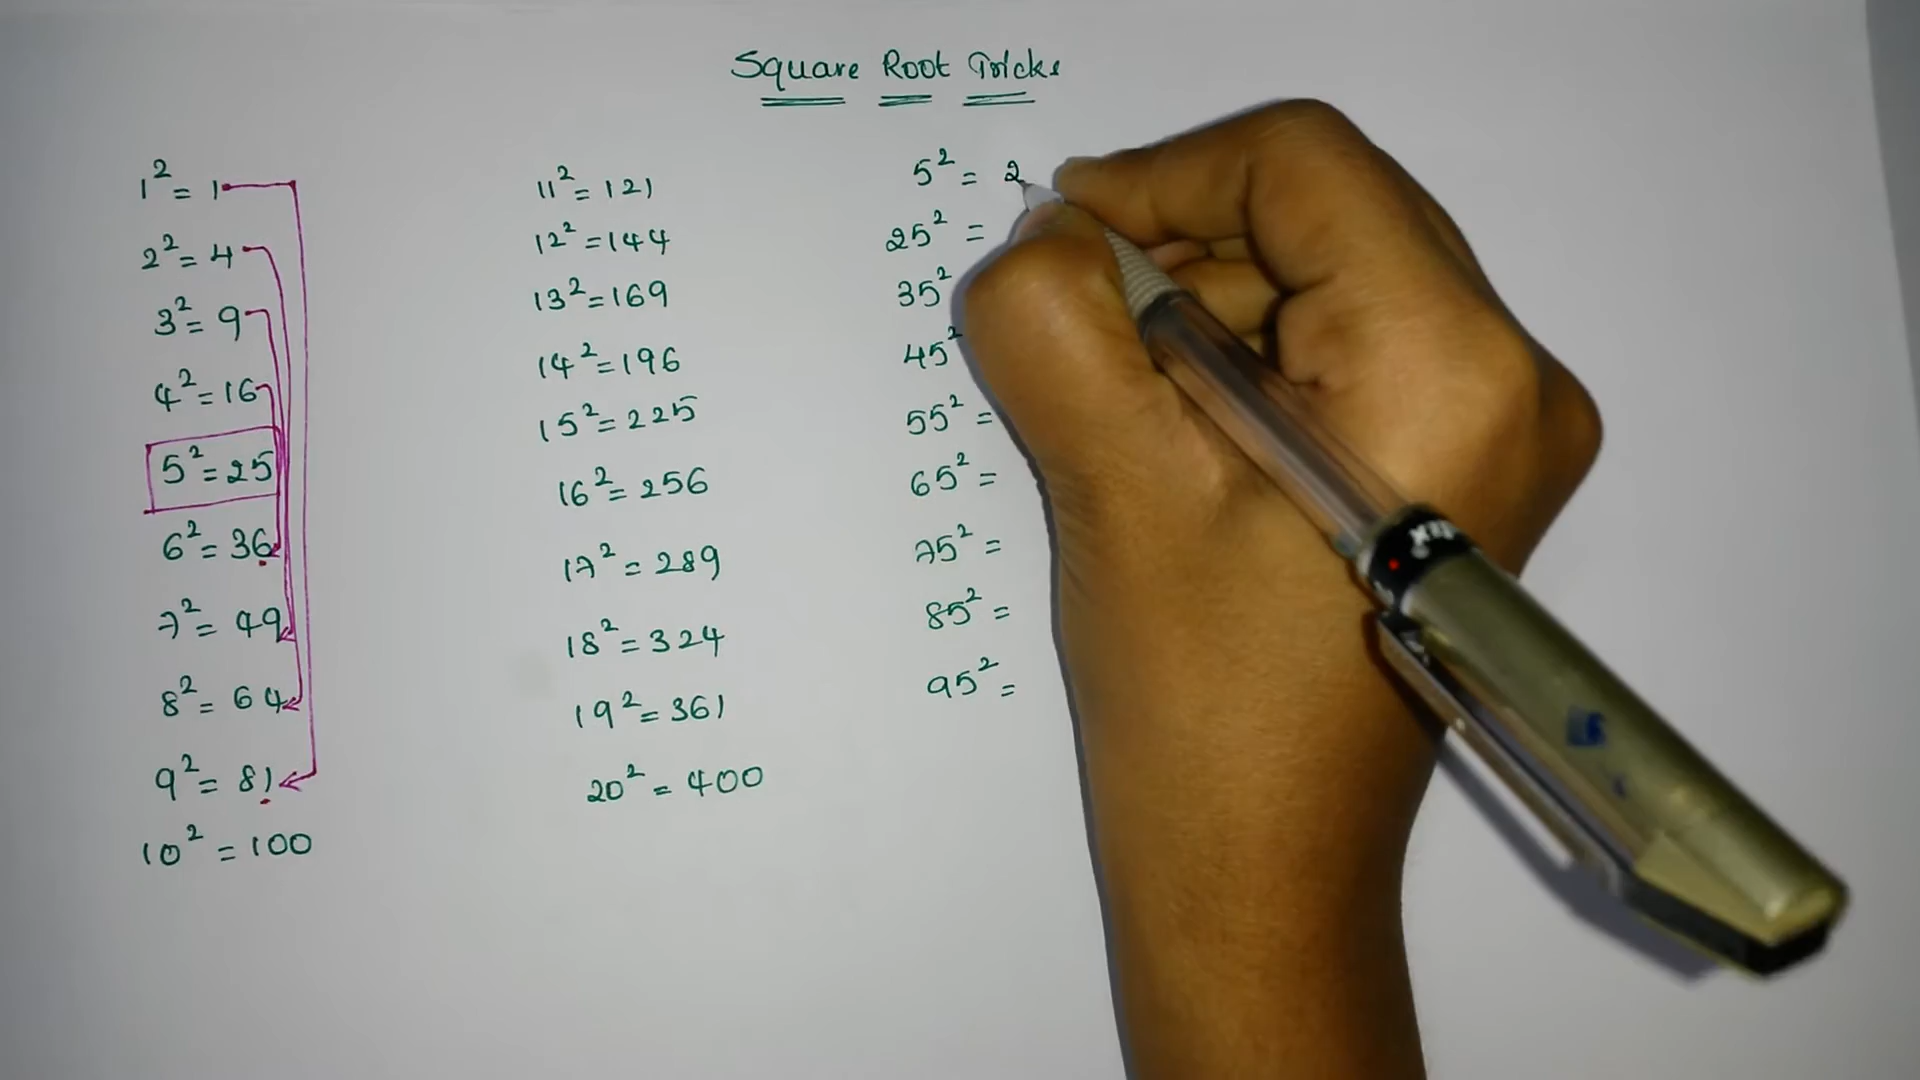 Square Root Tricks
1² = 1
2² = 4
3² = 9
4² = 16
5² = 25
6² = 36
7² = 49
8² = 64
9² = 81
10² = 100
11² = 121
12² = 144
13² = 169
14² = 196
15² = 225
16² = 256
17² = 289
18² = 324
19² = 361
20² = 400
5² = 2
25² =
35²
45²
55² =
65² =
75² =
85² =
95² =